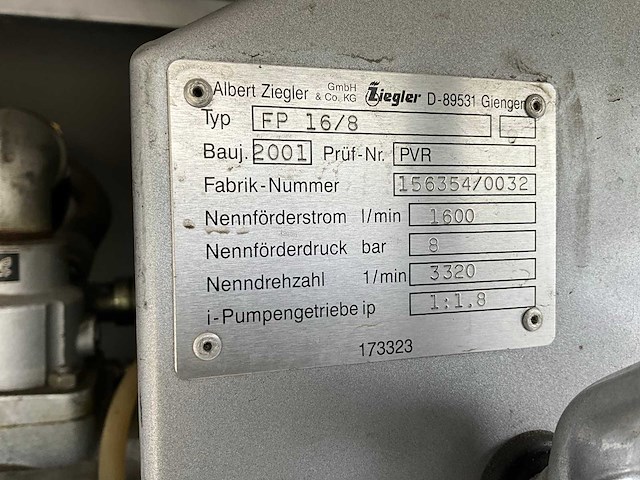 Albert Ziegler GmbH & Co. KG Ziegler D-89531 Giengen
Typ FP 16/8
Bauj. 2001 Prüf-Nr. PVR
Fabrik-Nummer 156354/0032
Nennförderstrom l/min 1600
Nennförderdruck bar 8
Nenndrehzahl 1/min 3320
i-Pumpengetriebe ip 1:1.8
173323